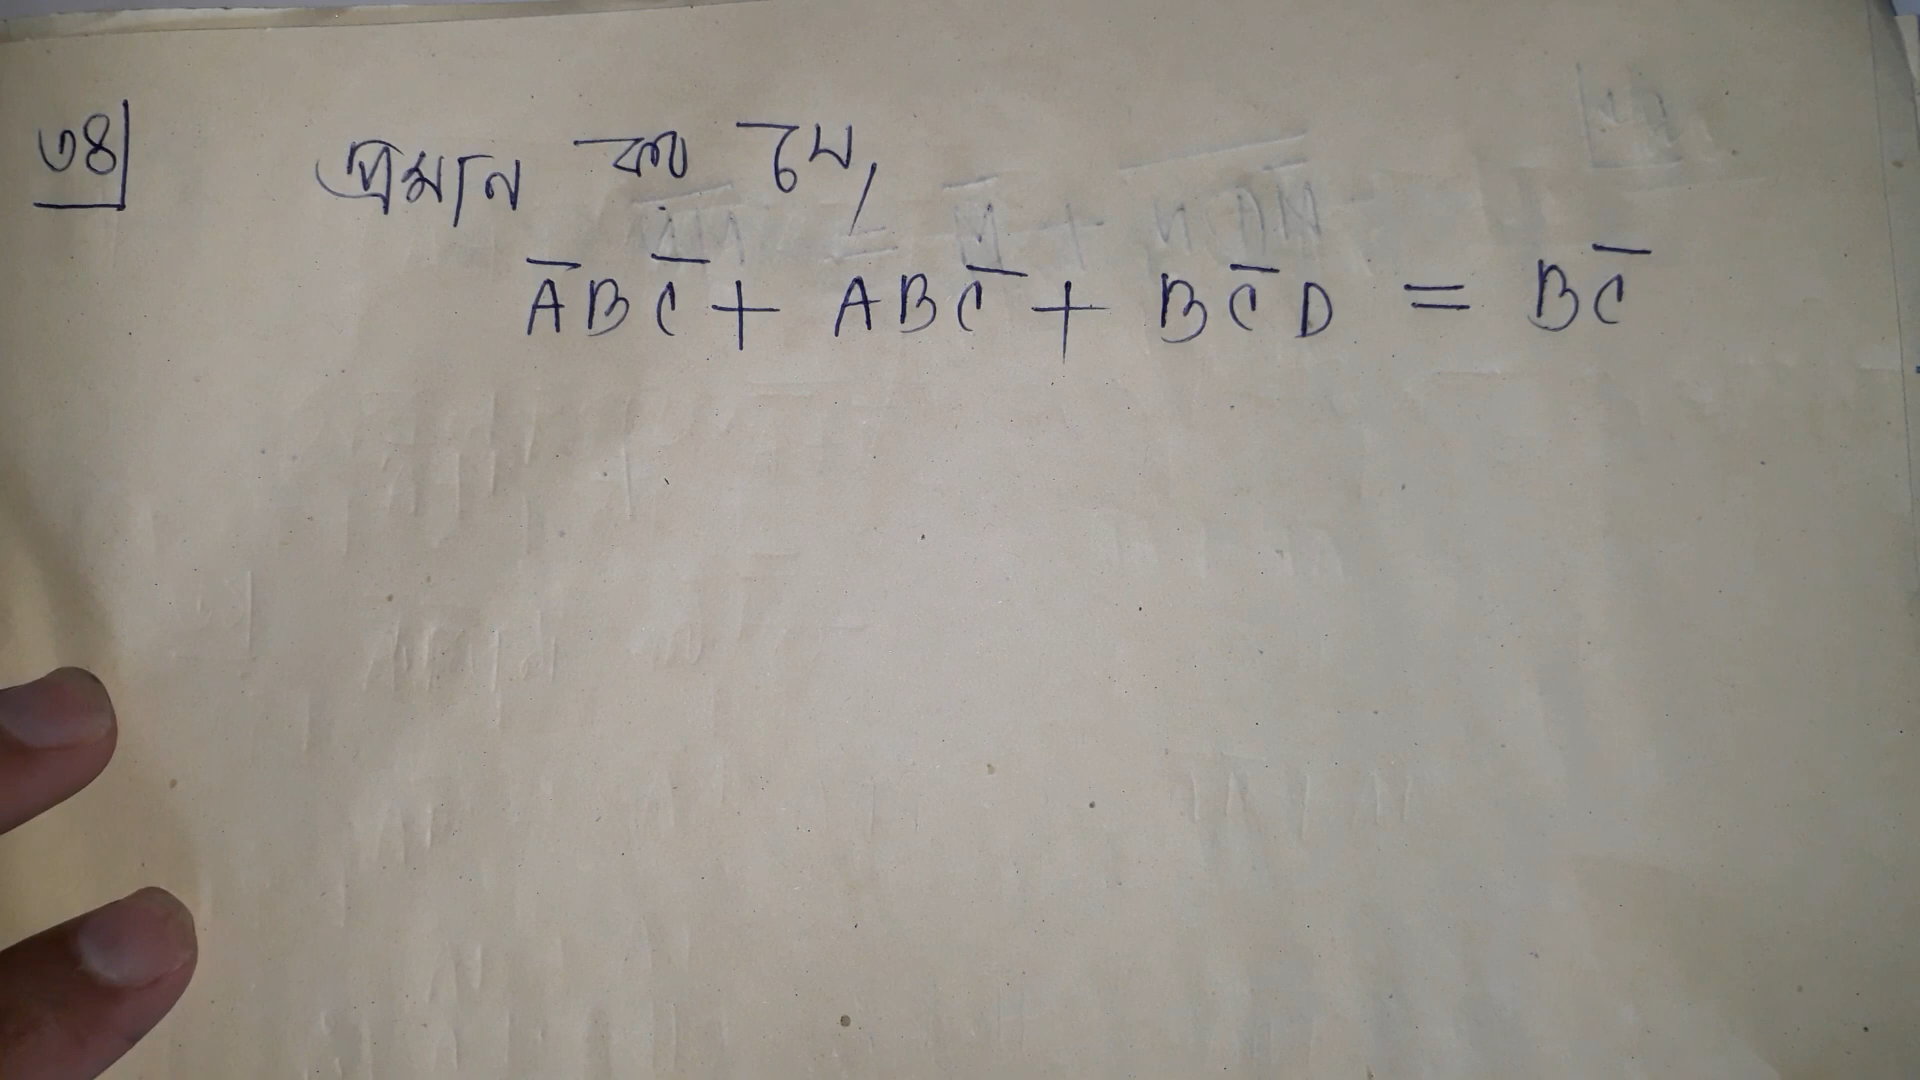 ৩৪
প্রমান কর যে,
A̅BC̅ + ABC̅ + BC̅D = BC̅